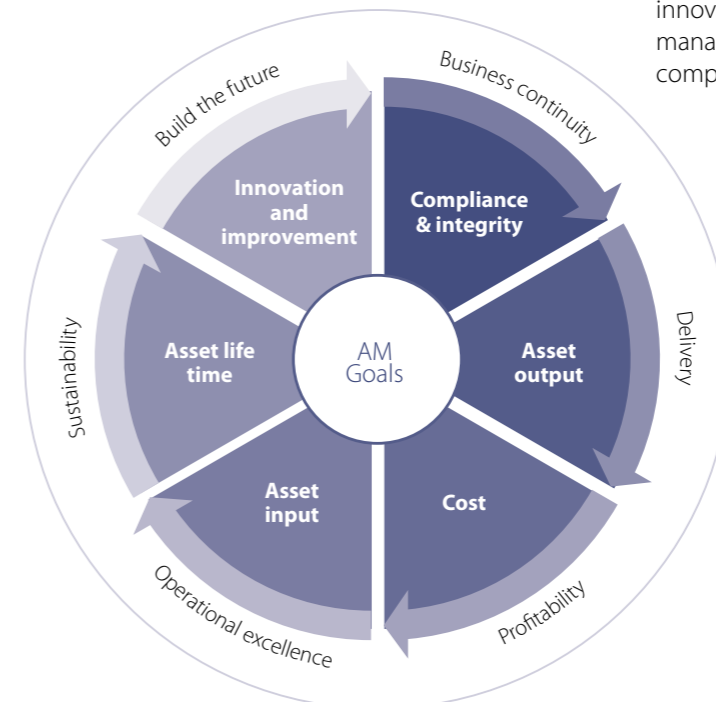 innov
mana
comp
Build the future
Business continuity
Innovation
and
improvement
Compliance
& integrity
Sustainability
Asset life
time
AM
Goals
Asset
output
Delivery
Asset
input
Cost
Operational excellence
Profitability